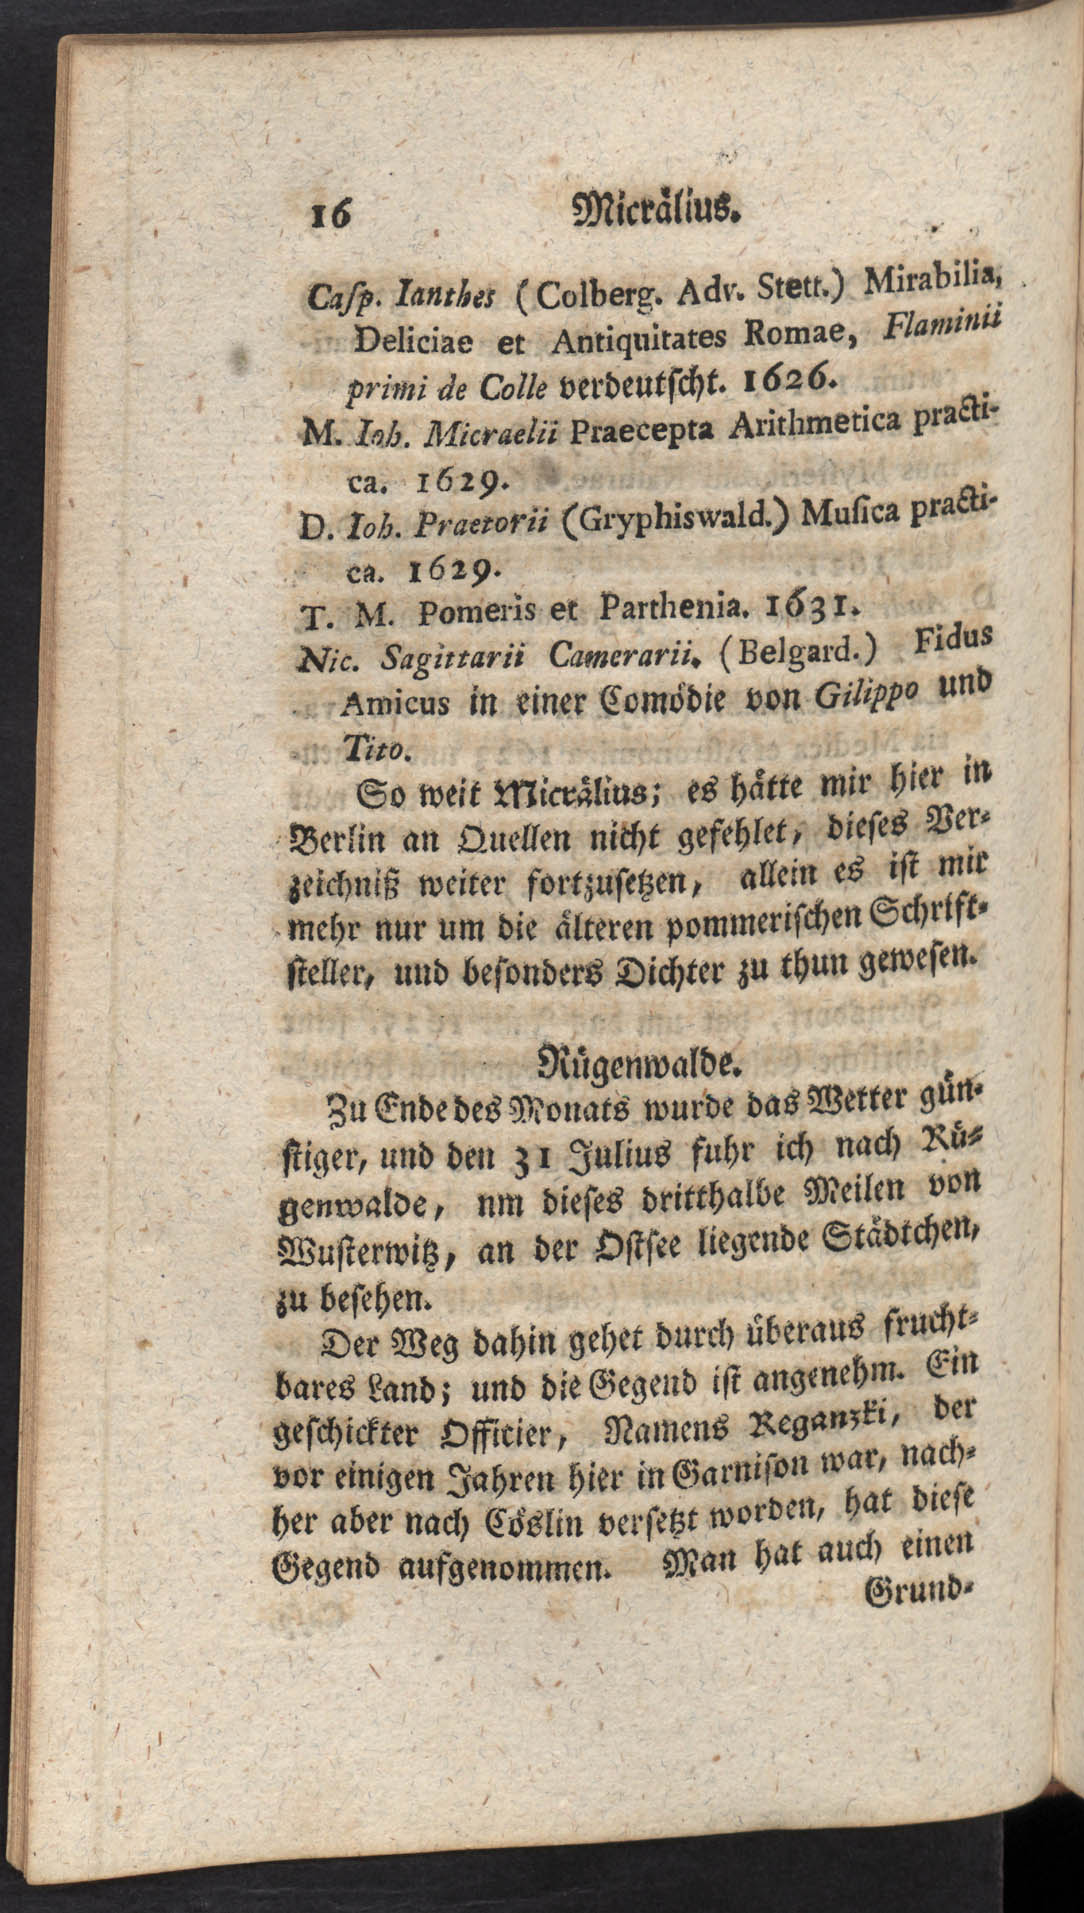 16 Micrälius.
Caſp. Ianthes (Colberg. Adv. Stett.) Mirabilia,
Deliciae et Antiquitates Romae, Flaminii
primi de Colle verdeutſcht. 1626.
M. Ioh. Micraelii Praecepta Arithmetica practi-
ca. 1629.
D. Ioh. Praetorii (Gryphiswald.) Muſica practi-
ca. 1629.
T. M. Pomeris et Parthenia. 1631.
Nic. Sagittarii Camerarii. (Belgard.) Fidus
Amicus in einer Comödie von Gilippo und
Tito.
So weit Micrälius; es hätte mir hier in
Berlin an Quellen nicht gefehlet, dieſes Ver-
zeichniß weiter fortzuſetzen, allein es iſt mir
mehr nur um die älteren pommeriſchen Schrift-
ſteller, und beſonders Dichter zu thun geweſen.
Rügenwalde.
Zu Ende des Monats wurde das Wetter gün-
ſtiger, und den 31 Julius fuhr ich nach Rü-
genwalde, nm dieſes dritthalbe Meilen von
Wuſterwitz, an der Oſtſee liegende Städtchen,
zu beſehen.
Der Weg dahin gehet durch überaus frucht-
bares Land; und die Gegend iſt angenehm. Ein
geſchickter Officier, Namens Reganzki, der
vor einigen Jahren hier in Garniſon war, nach-
her aber nach Cöslin verſetzt worden, hat dieſe
Gegend aufgenommen. Man hat auch einen
Grund-